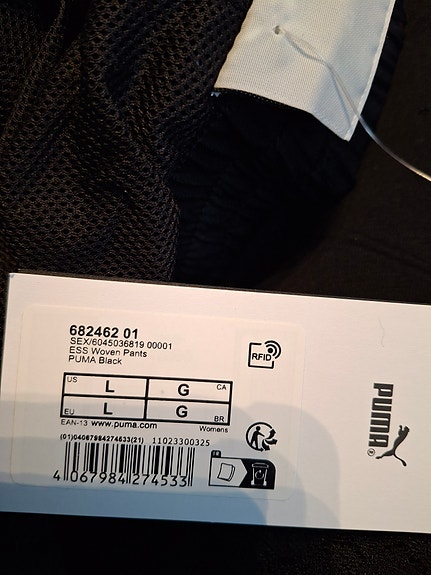 682462 01
SEX/6045036819 00001
ESS Woven Pants
PUMA Black
RFID
US L G CA
EU L G BR
EAN-13 www.puma.com Womens
(01)04067984274533(21) 11023300325
4 067984 274533
FR
PUMA®